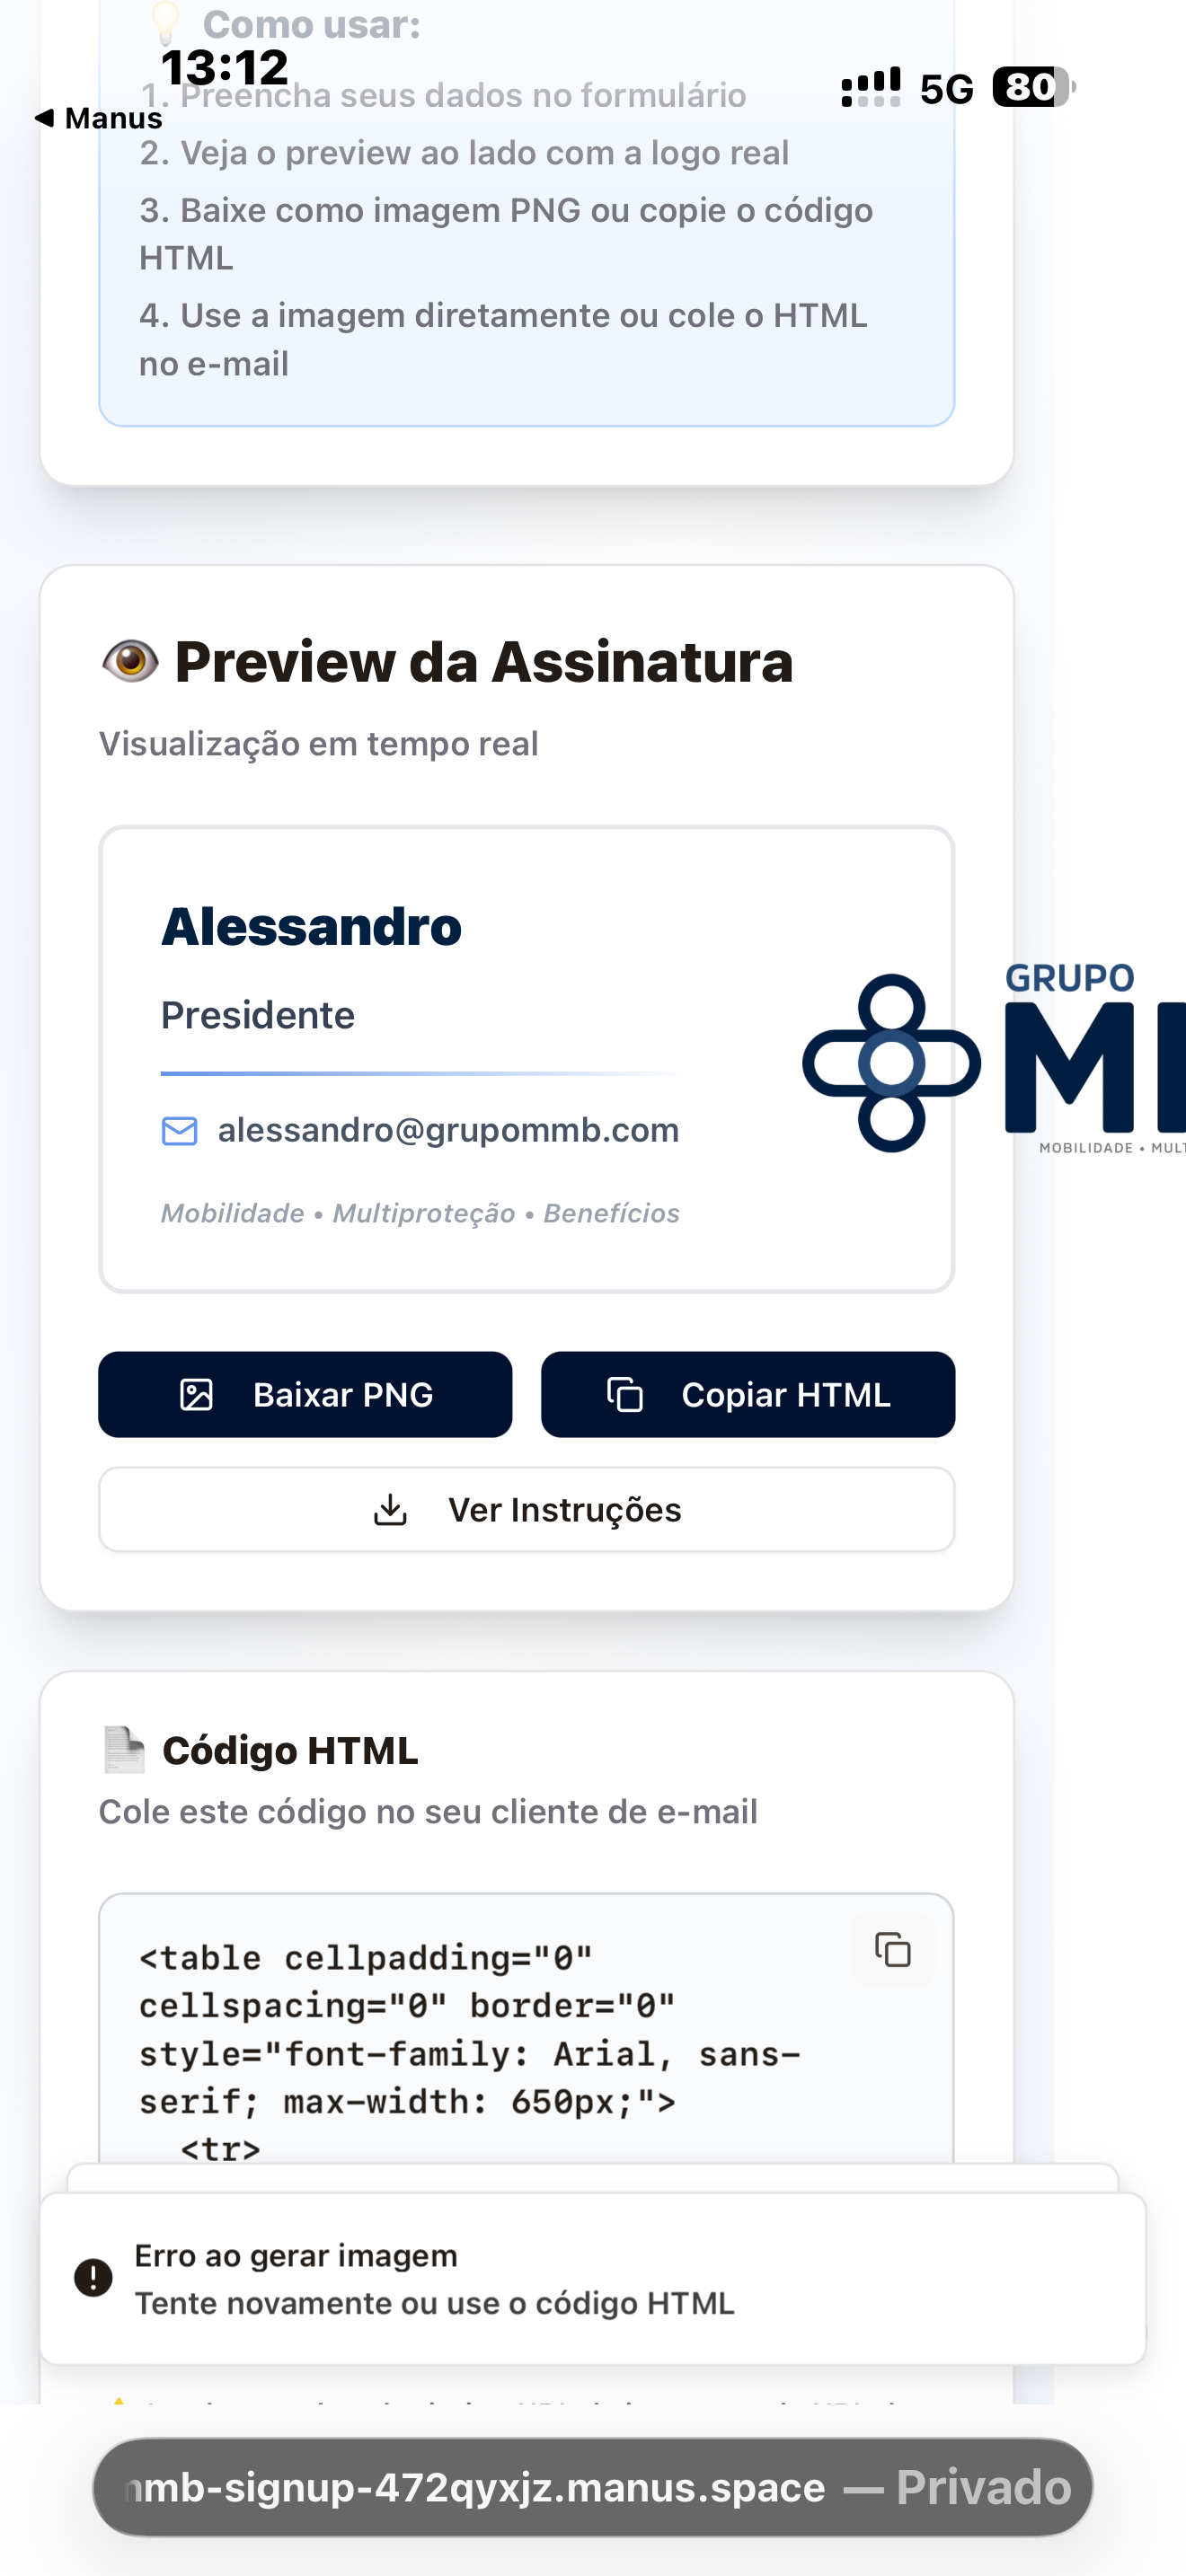 Como usar:
13:12
5G
80
1. Preencha seus dados no formulário
Manus
2. Veja o preview ao lado com a logo real
3. Baixe como imagem PNG ou copie o código
HTML
4. Use a imagem diretamente ou cole o HTML
no e-mail
Preview da Assinatura
Visualização em tempo real
Alessandro
Presidente
alessandro@grupommb.com
Mobilidade • Multiproteção • Benefícios
GRUPO
M
MOBILIDADE •
Baixar PNG
Copiar HTML
Ver Instruções
Código HTML
Cole este código no seu cliente de e-mail
<table cellpadding="0"
cellspacing="0" border="0"
style="font-family: Arial, sans-
serif; max-width: 650px;">
<tr>
Erro ao gerar imagem
Tente novamente ou use o código HTML
mb-signup-472qyxjz.manus.space — Privado